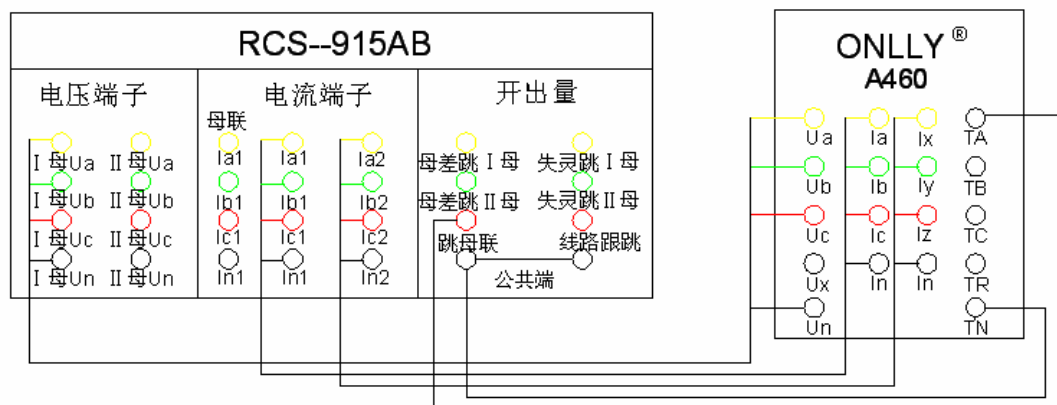 RCS--915AB
电压端子 电流端子 开出量
母联
Ⅰ母Ua Ⅱ母Ua Ia1 Ia1 Ia2 母差跳Ⅰ母 失灵跳Ⅰ母
Ⅰ母Ub Ⅱ母Ub Ib1 Ib1 Ib2 母差跳Ⅱ母 失灵跳Ⅱ母
Ⅰ母Uc Ⅱ母Uc Ic1 Ic1 Ic2 跳母联 线路跟跳
Ⅰ母Un Ⅱ母Un In1 In1 In2 公共端
ONLLY ®
A460
Ua Ia Ix TA
Ub Ib Iy TB
Uc Ic Iz TC
Ux In In TR
Un TN